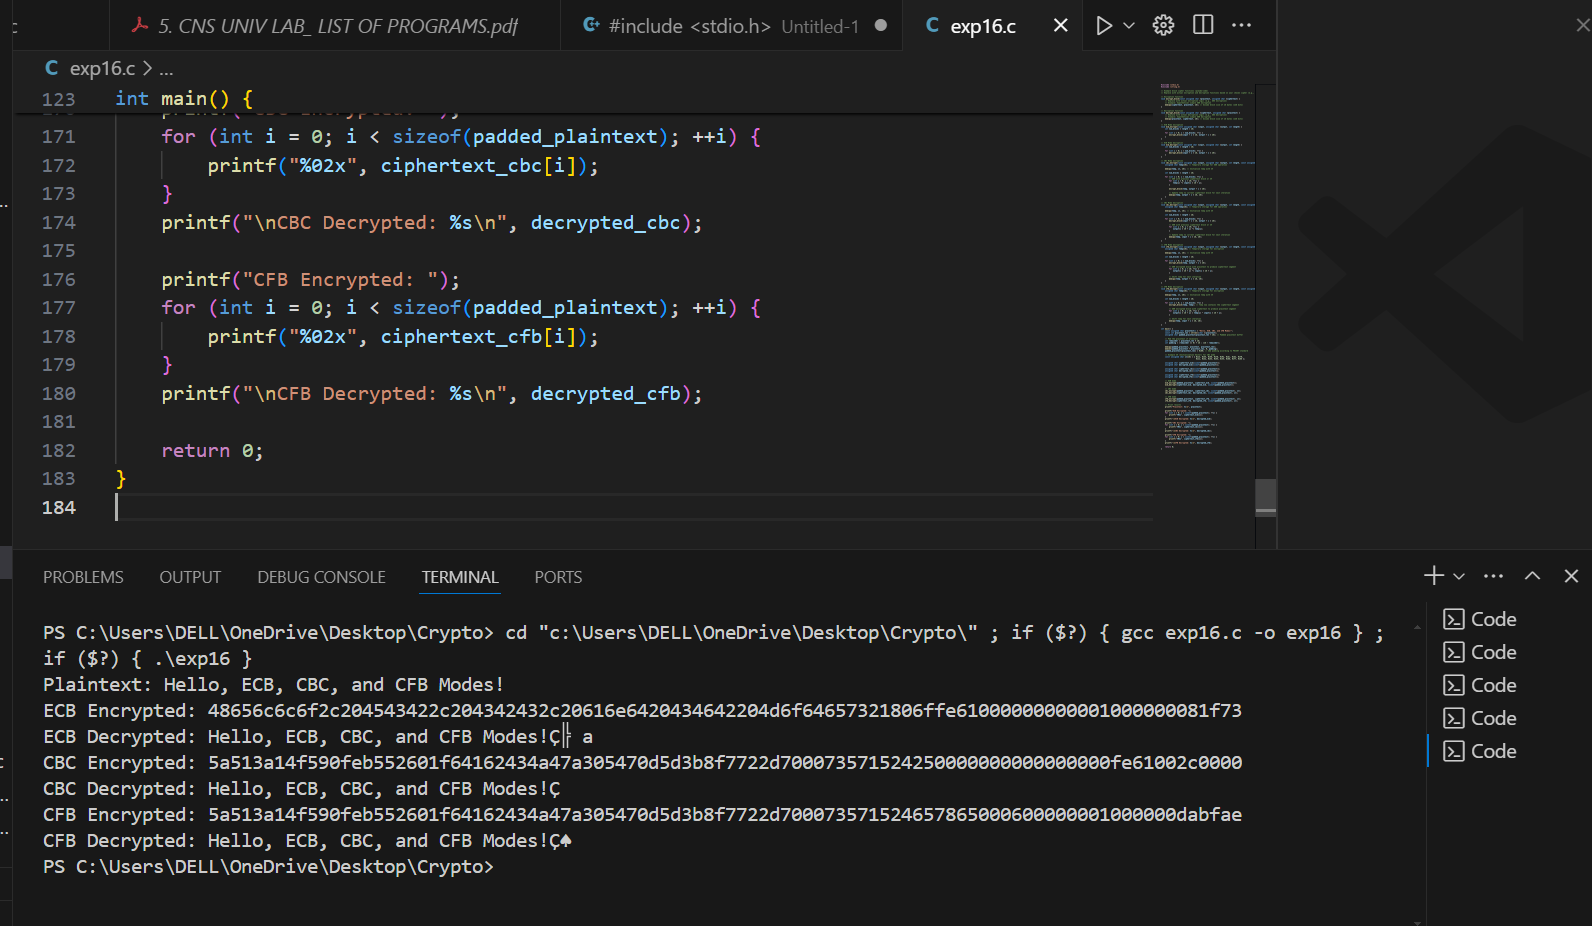 c
5. CNS UNIV LAB_ LIST OF PROGRAMS.pdf
#include <stdio.h> Untitled-1
C exp16.c
C exp16.c > ...
123 int main() {
171 for (int i = 0; i < sizeof(padded_plaintext); ++i) {
172 printf("%02x", ciphertext_cbc[i]);
173 }
174 printf("\nCBC Decrypted: %s\n", decrypted_cbc);
175
176 printf("CFB Encrypted: ");
177 for (int i = 0; i < sizeof(padded_plaintext); ++i) {
178 printf("%02x", ciphertext_cfb[i]);
179 }
180 printf("\nCFB Decrypted: %s\n", decrypted_cfb);
181
182 return 0;
183 }
184
PROBLEMS OUTPUT DEBUG CONSOLE TERMINAL PORTS
PS C:\Users\DELL\OneDrive\Desktop\Crypto> cd "c:\Users\DELL\OneDrive\Desktop\Crypto\" ; if ($?) { gcc exp16.c -o exp16 } ;
if ($?) { .\exp16 }
Plaintext: Hello, ECB, CBC, and CFB Modes!
ECB Encrypted: 48656c6c6f2c204543422c204342432c20616e6420434642204d6f64657321806ffe61000000000001000000081f73
ECB Decrypted: Hello, ECB, CBC, and CFB Modes!Ç╠ a
CBC Encrypted: 5a513a14f590feb552601f64162434a47a305470d5d3b8f7722d70007357152425000000000000000fe61002c0000
CBC Decrypted: Hello, ECB, CBC, and CFB Modes!Ç
CFB Encrypted: 5a513a14f590feb552601f64162434a47a305470d5d3b8f7722d700073571524657865000600000001000000dabfae
CFB Decrypted: Hello, ECB, CBC, and CFB Modes!Ç♠
PS C:\Users\DELL\OneDrive\Desktop\Crypto>
Code
Code
Code
Code
Code